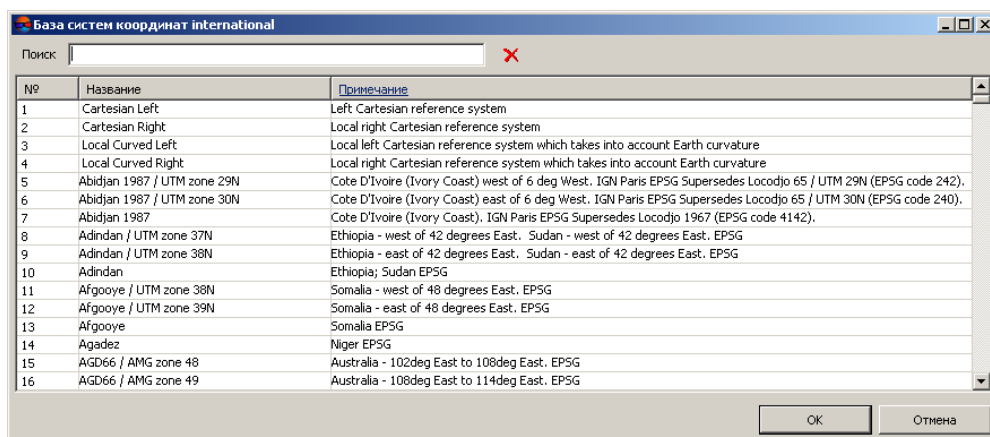 База систем координат international
Поиск
№ Название Примечание
1 Cartesian Left Left Cartesian reference system
2 Cartesian Right Local right Cartesian reference system
3 Local Curved Left Local left Cartesian reference system which takes into account Earth curvature
4 Local Curved Right Local right Cartesian reference system which takes into account Earth curvature
5 Abidjan 1987 / UTM zone 29N Cote D'Ivoire (Ivory Coast) west of 6 deg West. IGN Paris EPSG Supersedes Locodjo 65 / UTM 29N (EPSG code 242).
6 Abidjan 1987 / UTM zone 30N Cote D'Ivoire (Ivory Coast) east of 6 deg West. IGN Paris EPSG Supersedes Locodjo 65 / UTM 30N (EPSG code 240).
7 Abidjan 1987 Cote D'Ivoire (Ivory Coast). IGN Paris EPSG Supersedes Locodjo 1967 (EPSG code 4142).
8 Adindan / UTM zone 37N Ethiopia - west of 42 degrees East. Sudan - west of 42 degrees East. EPSG
9 Adindan / UTM zone 38N Ethiopia - east of 42 degrees East. Sudan - east of 42 degrees East. EPSG
10 Adindan Ethiopia; Sudan EPSG
11 Afgooye / UTM zone 38N Somalia - west of 48 degrees East. EPSG
12 Afgooye / UTM zone 39N Somalia - east of 48 degrees East. EPSG
13 Afgooye Somalia EPSG
14 Agadez Niger EPSG
15 AGD66 / AMG zone 48 Australia - 102deg East to 108deg East. EPSG
16 AGD66 / AMG zone 49 Australia - 108deg East to 114deg East. EPSG
OK Отмена